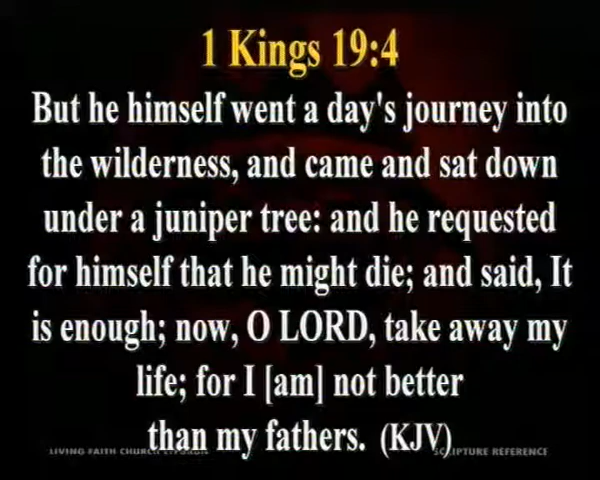 1 Kings 19:4
But he himself went a day's journey into
the wilderness, and came and sat down
under a juniper tree: and he requested
for himself that he might die; and said, It
is enough; now, O LORD, take away my
life; for I [am] not better
than my fathers. (KJV)
LIVING FAITH CHURCH
SCRIPTURE REFERENCE